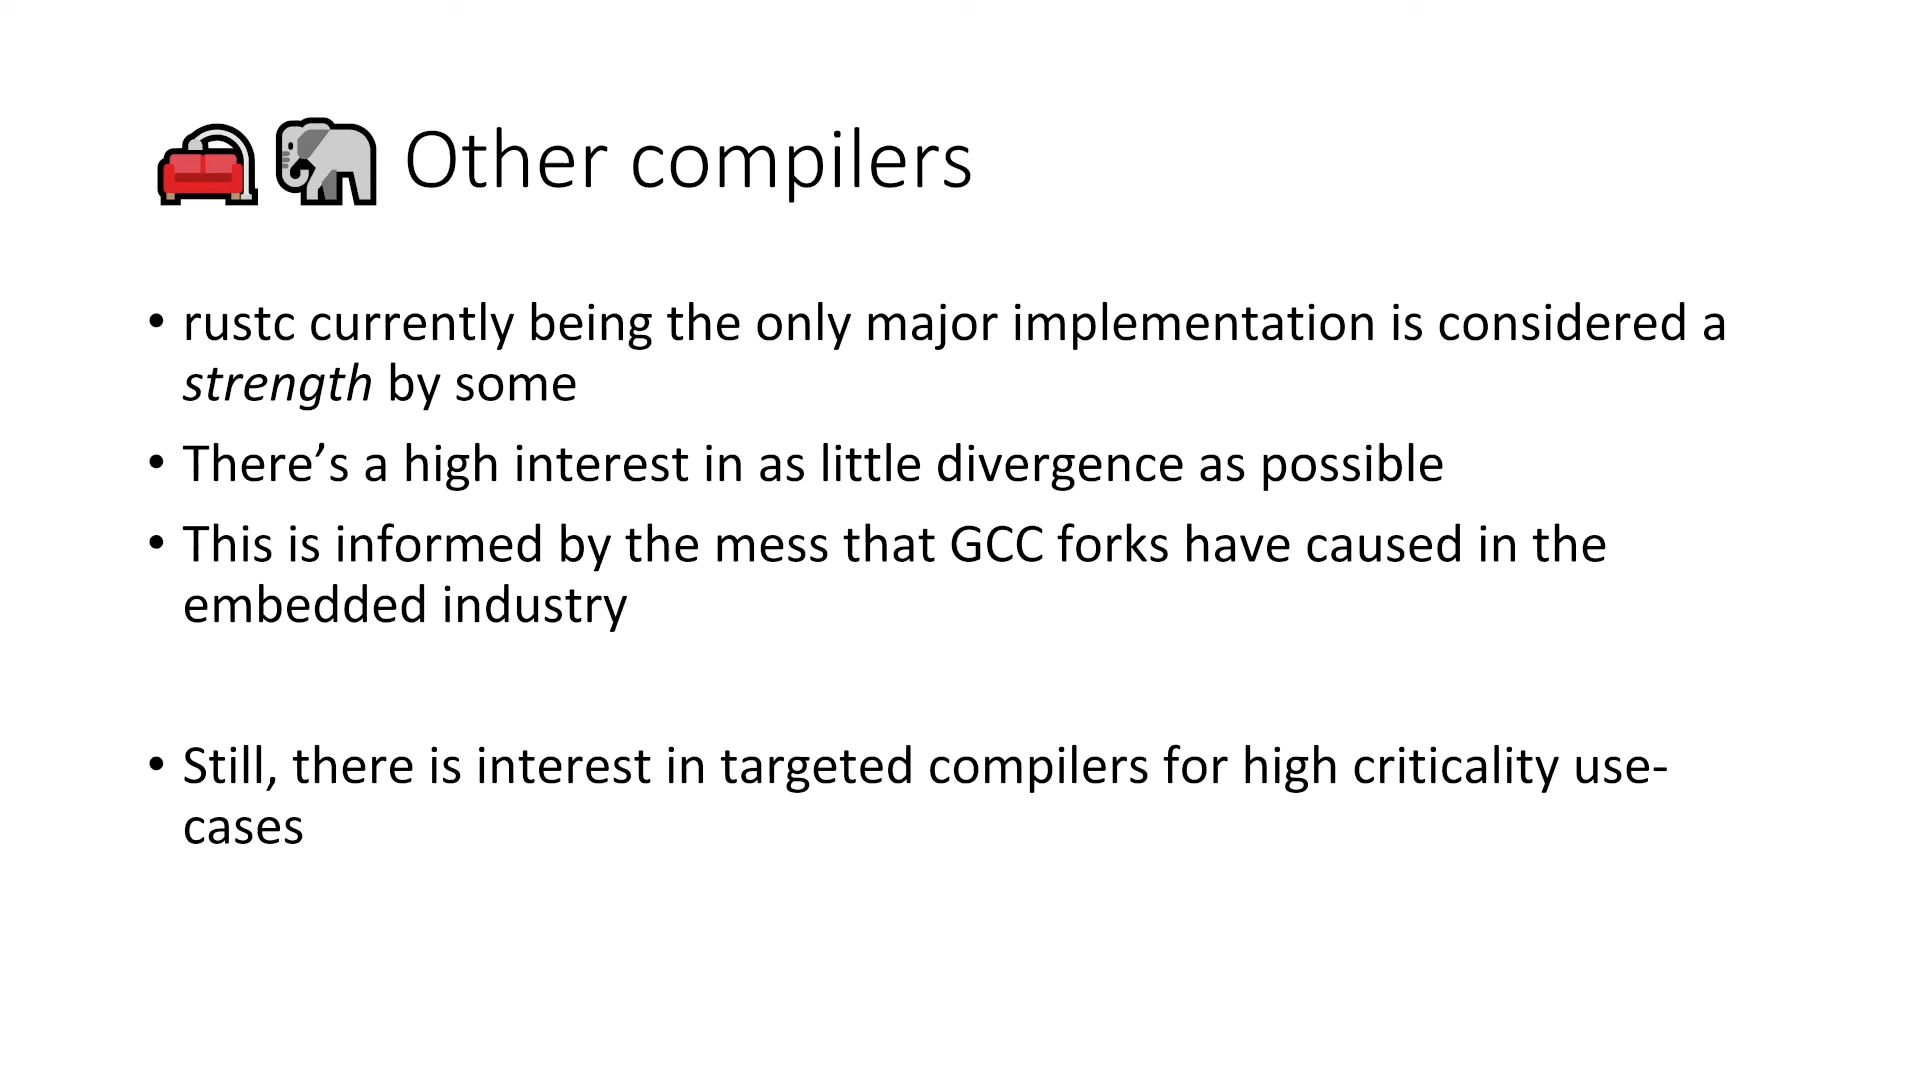 🛋🐘 Other compilers
• rustc currently being the only major implementation is considered a
strength by some
• There’s a high interest in as little divergence as possible
• This is informed by the mess that GCC forks have caused in the
embedded industry
• Still, there is interest in targeted compilers for high criticality use-
cases